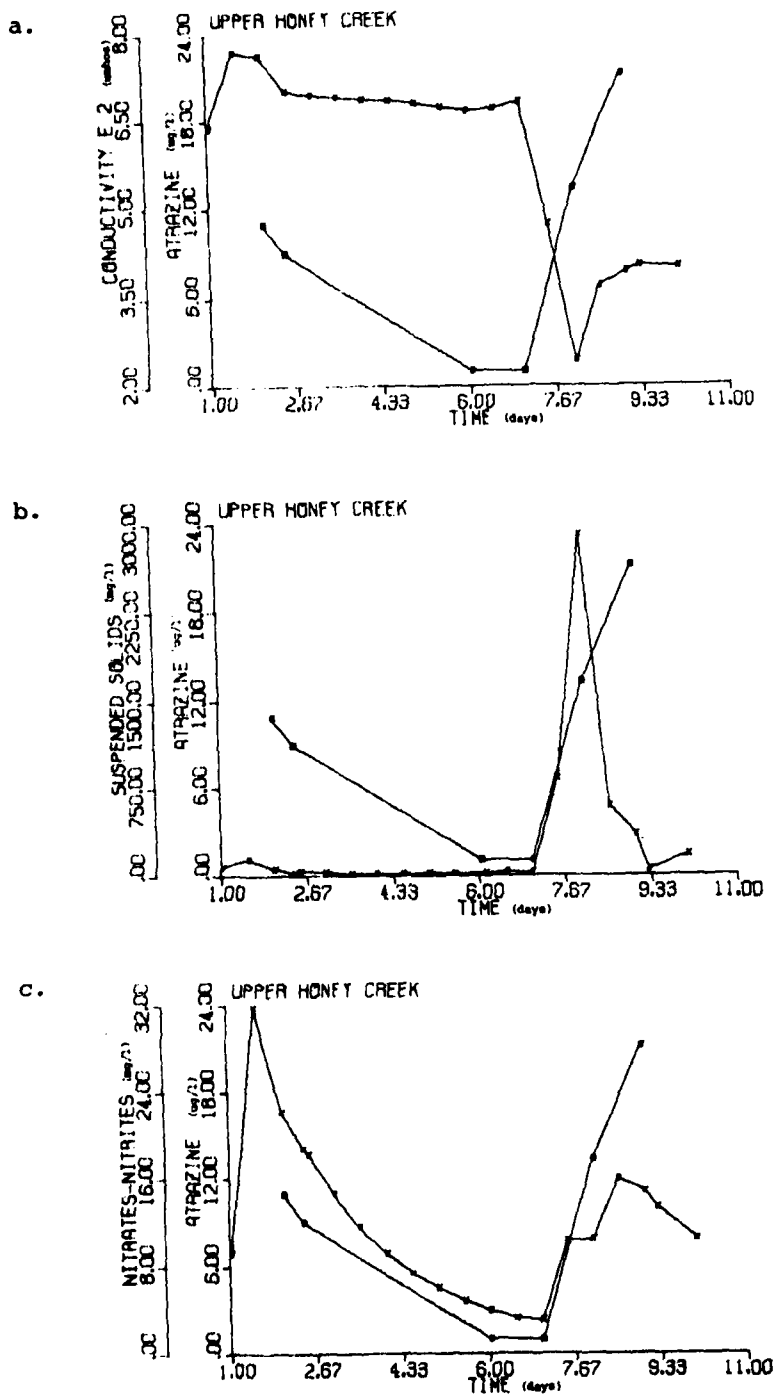 a.
UPPER HONEY CREEK
CONDUCTIVITY E 2 (umhos)
2.00 3.50 5.00 6.50 8.00
ATRAZINE (ug/l)
.00 6.00 12.00 18.00 24.00
1.00 2.67 4.33 6.00 7.67 9.33 11.00
TIME (days)
b.
UPPER HONEY CREEK
SUSPENDED SOLIDS (mg/l)
.00 750.00 1500.00 2250.00 3000.00
ATRAZINE (ug/l)
.00 6.00 12.00 18.00 24.00
1.00 2.67 4.33 6.00 7.67 9.33 11.00
TIME (days)
c.
UPPER HONEY CREEK
NITRATES-NITRITES (mg/l)
.00 8.00 16.00 24.00 32.00
ATRAZINE (ug/l)
.00 6.00 12.00 18.00 24.00
1.00 2.67 4.33 6.00 7.67 9.33 11.00
TIME (days)